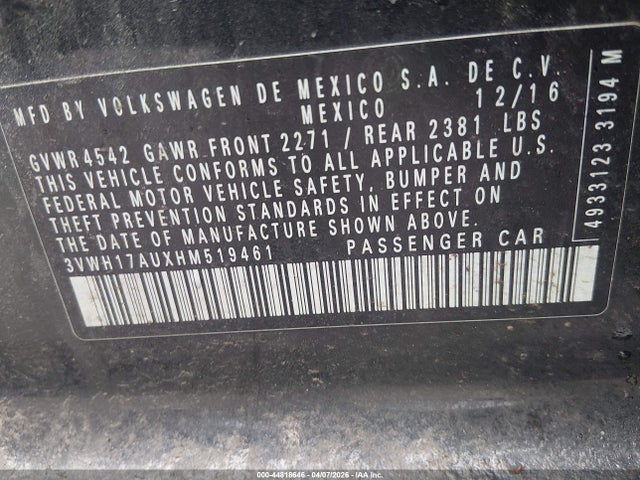 MFD BY VOLKSWAGEN DE MEXICO S.A. DE C.V.
MEXICO 12/16
GVWR 4542 GAWR FRONT 2271 / REAR 2381 LBS
THIS VEHICLE CONFORMS TO ALL APPLICABLE U.S.
FEDERAL MOTOR VEHICLE SAFETY, BUMPER AND
THEFT PREVENTION STANDARDS IN EFFECT ON
THE DATE OF MANUFACTURE SHOWN ABOVE.
3VWH17AUXHM519461 PASSENGER CAR
4933123 3194 M
000-44818646 - 04/07/2026 - IAAI.CA